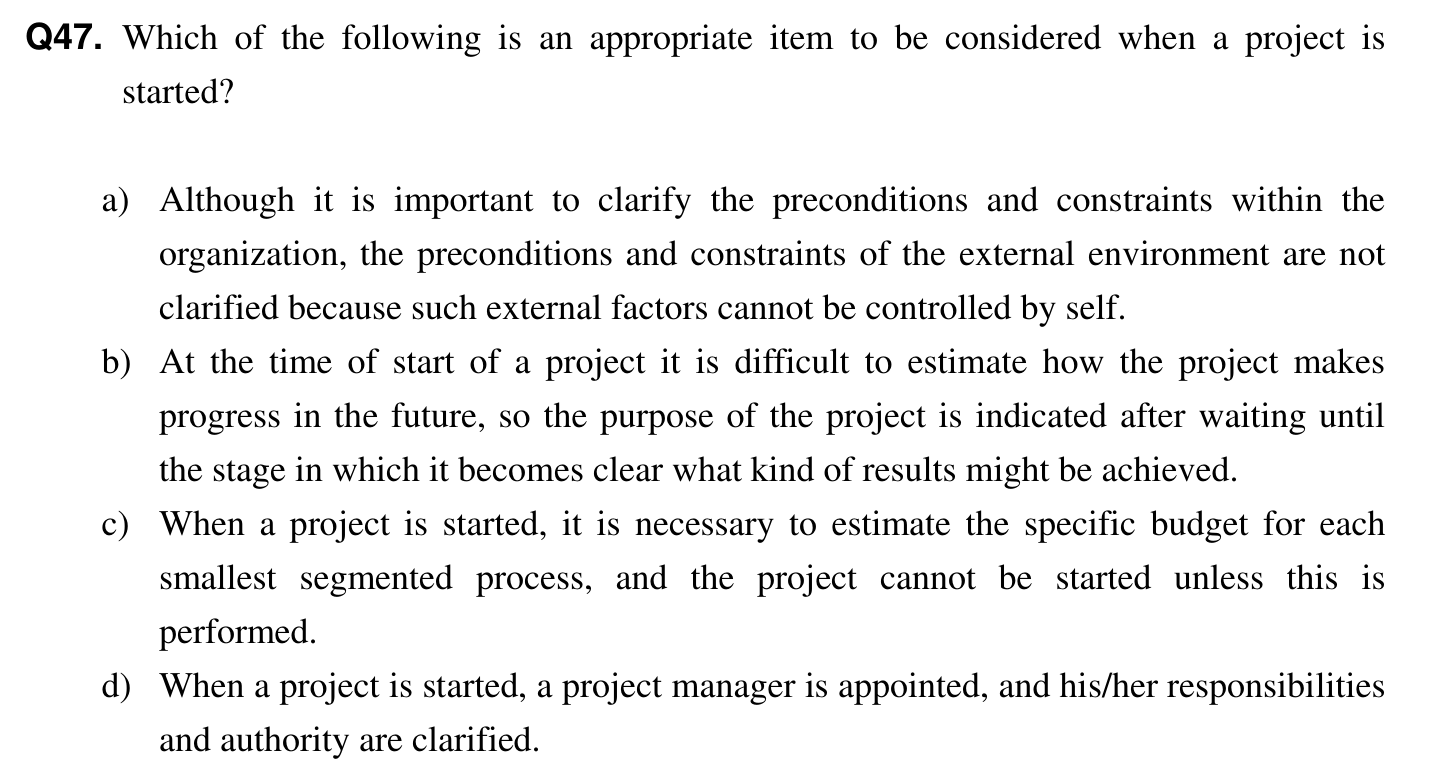 Q47. Which of the following is an appropriate item to be considered when a project is
started?
a) Although it is important to clarify the preconditions and constraints within the
organization, the preconditions and constraints of the external environment are not
clarified because such external factors cannot be controlled by self.
b) At the time of start of a project it is difficult to estimate how the project makes
progress in the future, so the purpose of the project is indicated after waiting until
the stage in which it becomes clear what kind of results might be achieved.
c) When a project is started, it is necessary to estimate the specific budget for each
smallest segmented process, and the project cannot be started unless this is
performed.
d) When a project is started, a project manager is appointed, and his/her responsibilities
and authority are clarified.